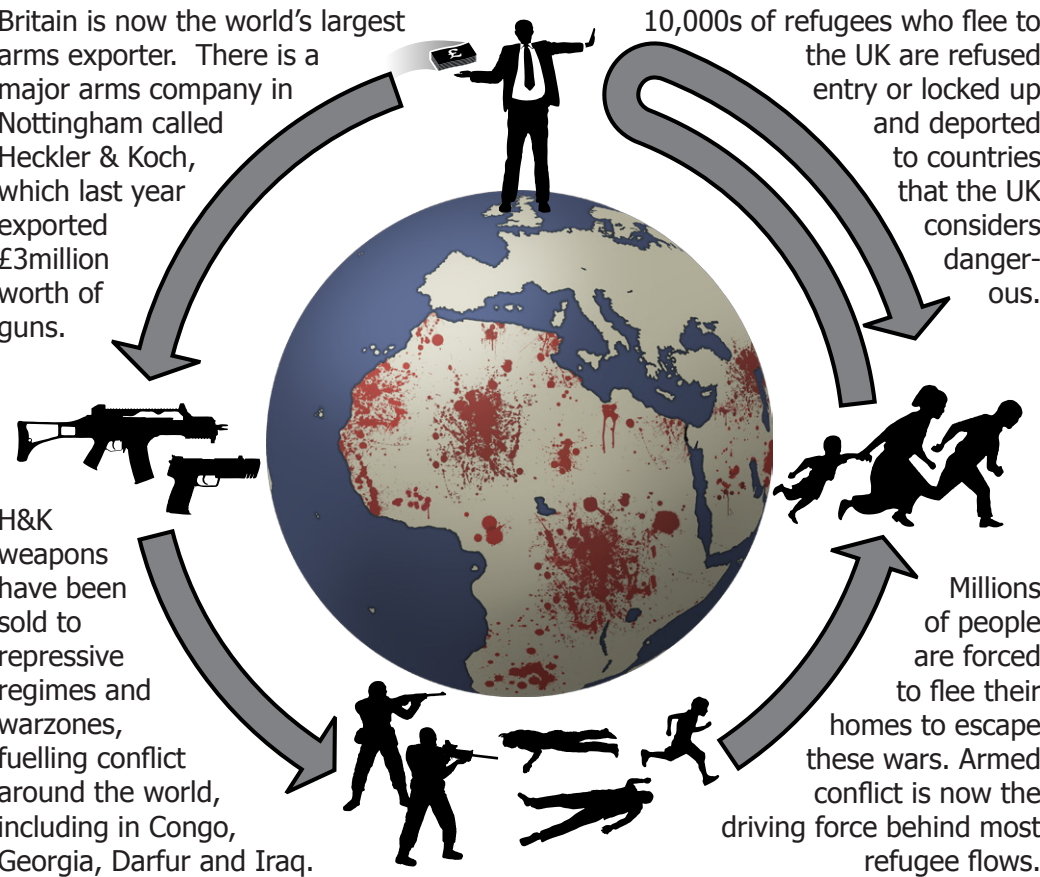 Britain is now the world's largest
arms exporter.  There is a
major arms company in
Nottingham called
Heckler & Koch,
which last year
exported
£3million
worth of
guns.
£
H&K
weapons
have been
sold to
repressive
regimes and
warzones,
fuelling conflict
around the world,
including in Congo,
Georgia, Darfur and Iraq.
Millions
of people
are forced
to flee their
homes to escape
these wars. Armed
conflict is now the
driving force behind most
refugee flows.
10,000s of refugees who flee to
the UK are refused
entry or locked up
and deported
to countries
that the UK
considers
danger-
ous.